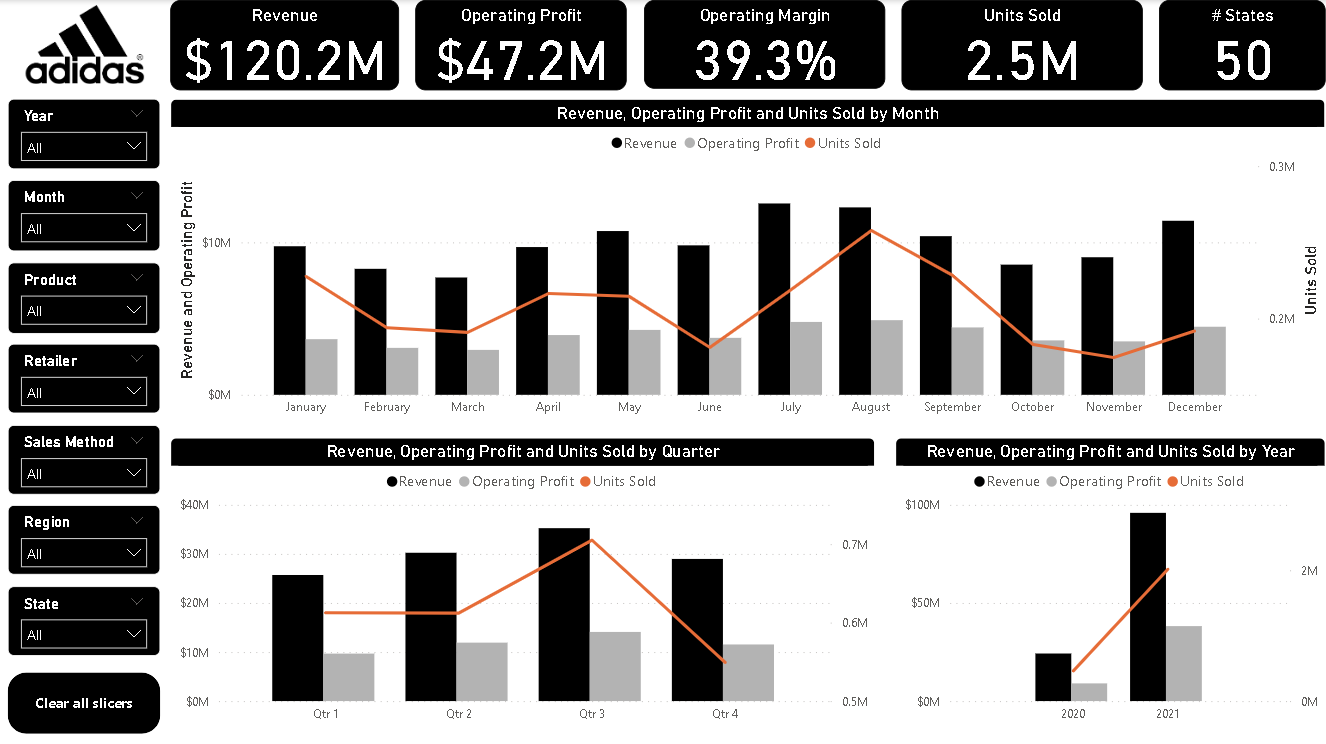 adidas®
Revenue
$120.2M
Operating Profit
$47.2M
Operating Margin
39.3%
Units Sold
2.5M
# States
50
Year
All
Month
All
Product
All
Retailer
All
Sales Method
All
Region
All
State
All
Clear all slicers
Revenue, Operating Profit and Units Sold by Month
Revenue Operating Profit Units Sold
Revenue and Operating Profit
$10M
$0M
0.3M
0.2M
Units Sold
January February March April May June July August September October November December
Revenue, Operating Profit and Units Sold by Quarter
Revenue Operating Profit Units Sold
$40M
$30M
$20M
$10M
$0M
0.7M
0.6M
0.5M
Qtr 1 Qtr 2 Qtr 3 Qtr 4
Revenue, Operating Profit and Units Sold by Year
Revenue Operating Profit Units Sold
$100M
$50M
$0M
2M
0M
2020 2021